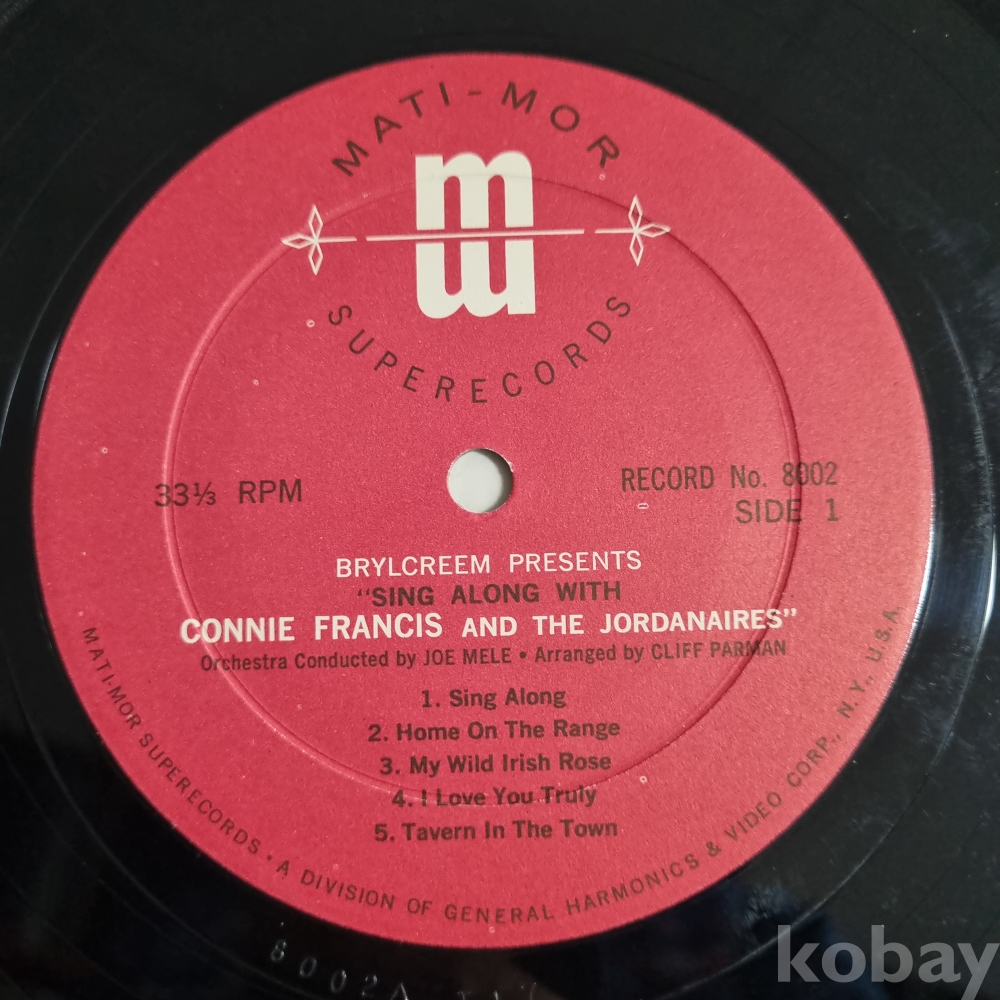 MATI-MOR
m
SUPERECORDS
33⅓ RPM
RECORD No. 8002
SIDE 1
BRYLCREEM PRESENTS
"SING ALONG WITH
CONNIE FRANCIS AND THE JORDANAIRES"
Orchestra Conducted by JOE MELE • Arranged by CLIFF PARMAN
1. Sing Along
2. Home On The Range
3. My Wild Irish Rose
4. I Love You Truly
5. Tavern In The Town
MATI-MOR SUPERECORDS • A DIVISION OF GENERAL HARMONICS & VIDEO CORP., N.Y., U.S.A.
8002A
kobay